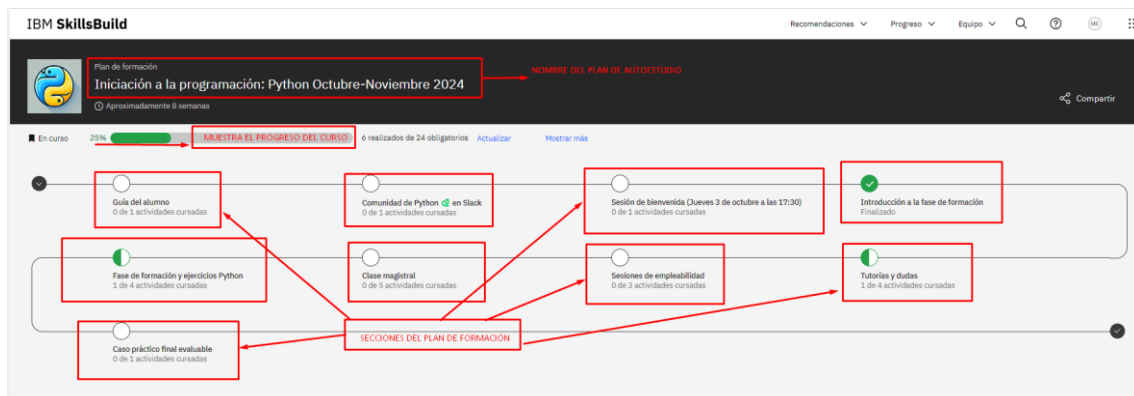 IBM SkillsBuild
Recomendaciones
Progreso
Equipo
ME
Plan de formación
Iniciación a la programación: Python Octubre-Noviembre 2024
Aproximadamente 8 semanas
NOMBRE DEL PLAN DE AUTOESTUDIO
Compartir
En curso
25%
MUESTRA EL PROGRESO DEL CURSO
6 realizados de 24 obligatorios
Actualizar
Mostrar más
Guía del alumno
0 de 1 actividades cursadas
Comunidad de Python en Slack
0 de 1 actividades cursadas
Sesión de bienvenida (Jueves 3 de octubre a las 17:30)
0 de 1 actividades cursadas
Introducción a la fase de formación
Finalizado
Fase de formación y ejercicios Python
1 de 4 actividades cursadas
Clase magistral
0 de 5 actividades cursadas
Sesiones de empleabilidad
0 de 3 actividades cursadas
Tutorías y dudas
1 de 4 actividades cursadas
SECCIONES DEL PLAN DE FORMACIÓN
Caso práctico final evaluable
0 de 1 actividades cursadas